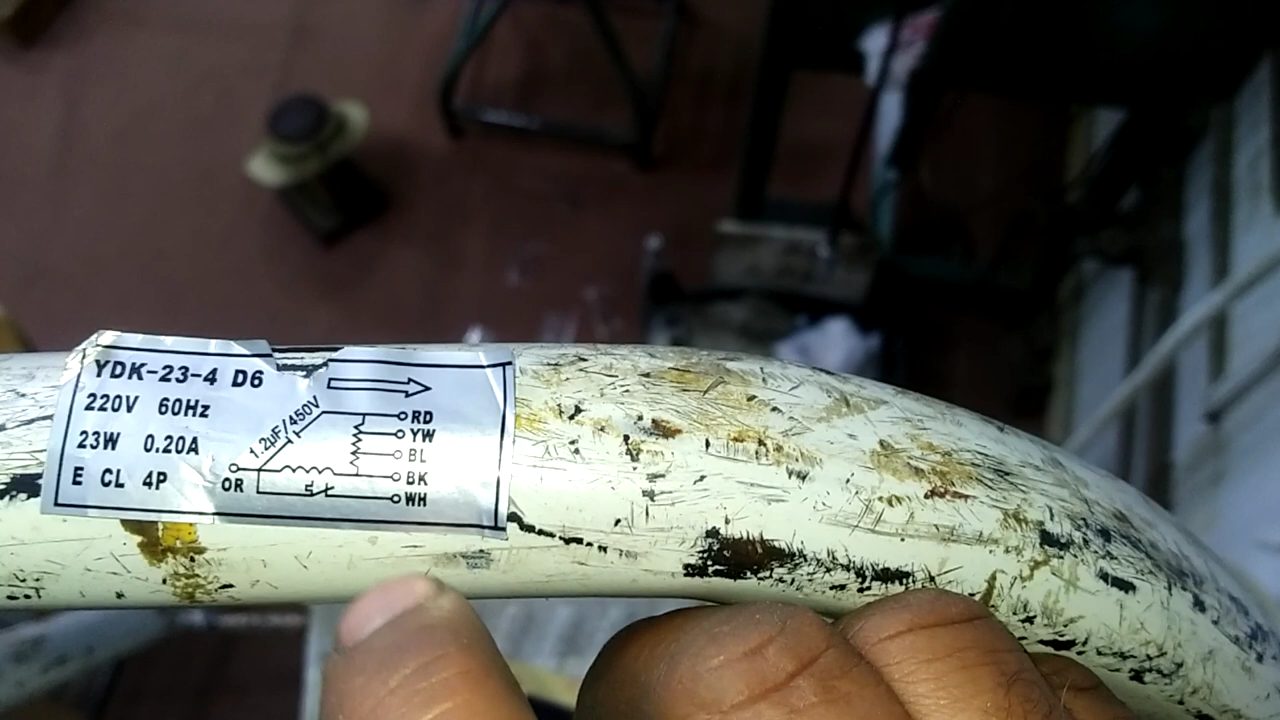 YDK-23-4 D6
220V 60Hz
23W 0.20A
E CL 4P
1.2uF/450V
OR
RD
YW
BL
BK
WH